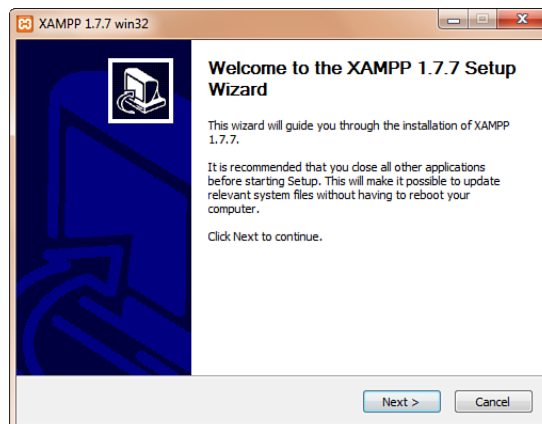 XAMPP 1.7.7 win32
Welcome to the XAMPP 1.7.7 Setup
Wizard
This wizard will guide you through the installation of XAMPP
1.7.7.
It is recommended that you close all other applications
before starting Setup. This will make it possible to update
relevant system files without having to reboot your
computer.
Click Next to continue.
Next >
Cancel